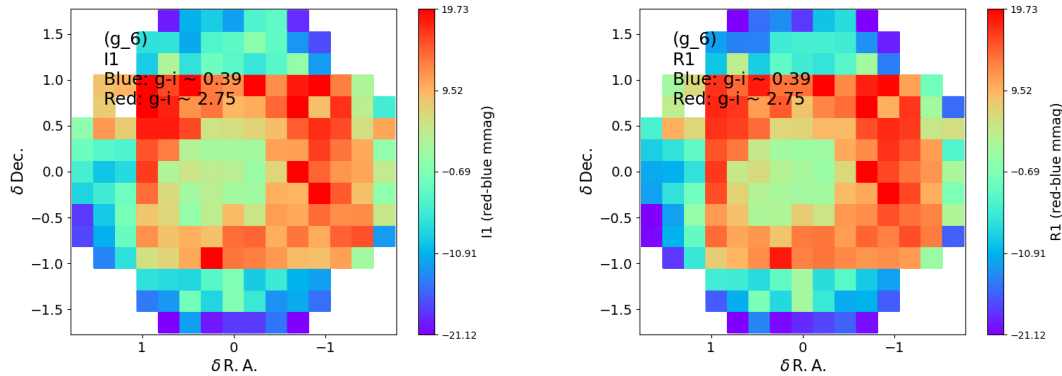 (g_6)
I1
Blue: g-i ~ 0.39
Red: g-i ~ 2.75
1.5
1.0
0.5
0.0
−0.5
−1.0
−1.5
δ Dec.
1
0
−1
δ R. A.
19.73
9.52
−0.69
−10.91
−21.12
I1 (red-blue mmag)
(g_6)
R1
Blue: g-i ~ 0.39
Red: g-i ~ 2.75
1.5
1.0
0.5
0.0
−0.5
−1.0
−1.5
δ Dec.
1
0
−1
δ R. A.
19.73
9.52
−0.69
−10.91
−21.12
R1 (red-blue mmag)